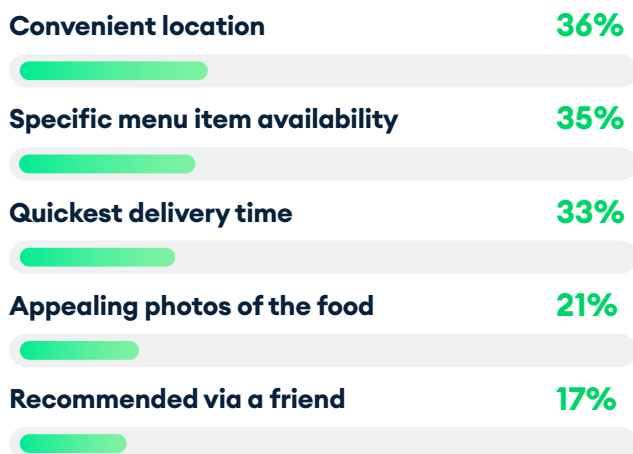 Convenient location 36%
Specific menu item availability 35%
Quickest delivery time 33%
Appealing photos of the food 21%
Recommended via a friend 17%